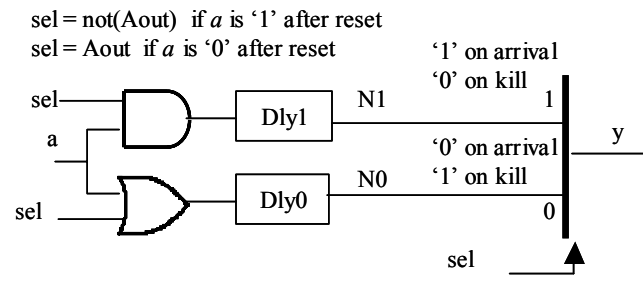 sel = not(Aout) if a is ‘1’ after reset
sel = Aout if a is ‘0’ after reset
‘1’ on arrival
‘0’ on kill
sel
N1
1
Dly1
a
y
‘0’ on arrival
‘1’ on kill
N0
Dly0
sel
0
sel